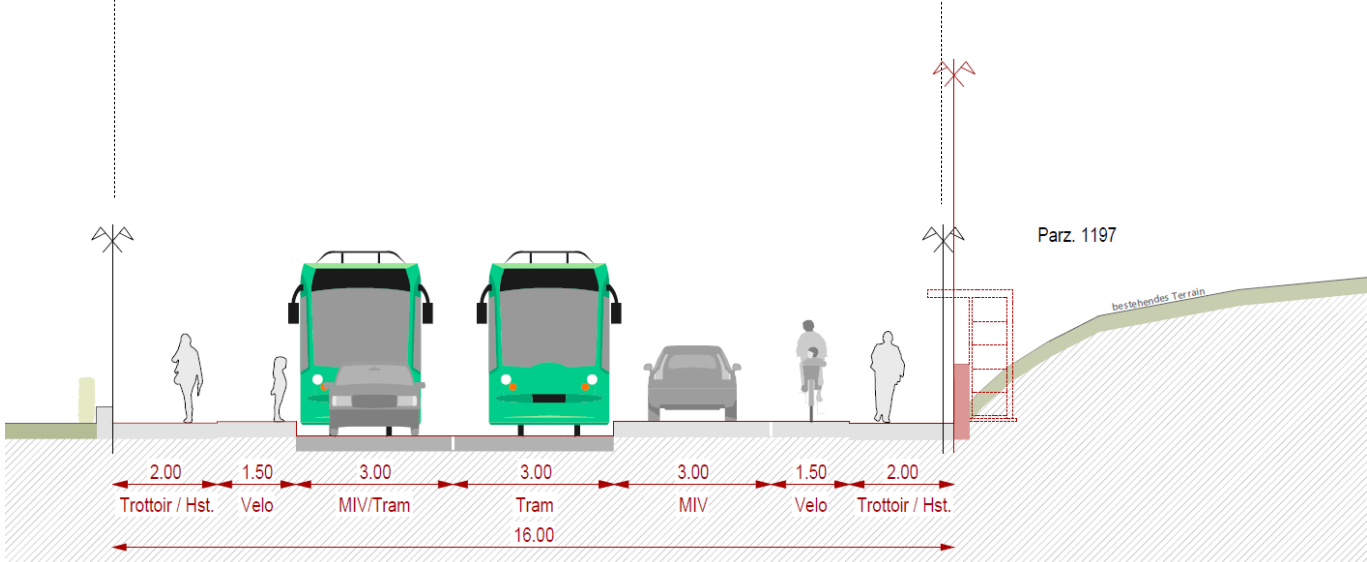 Parz. 1197
bestehendes Terrain
2.00 1.50 3.00 3.00 3.00 1.50 2.00
Trottoir / Hst. Velo MIV/Tram Tram MIV Velo Trottoir / Hst.
16.00